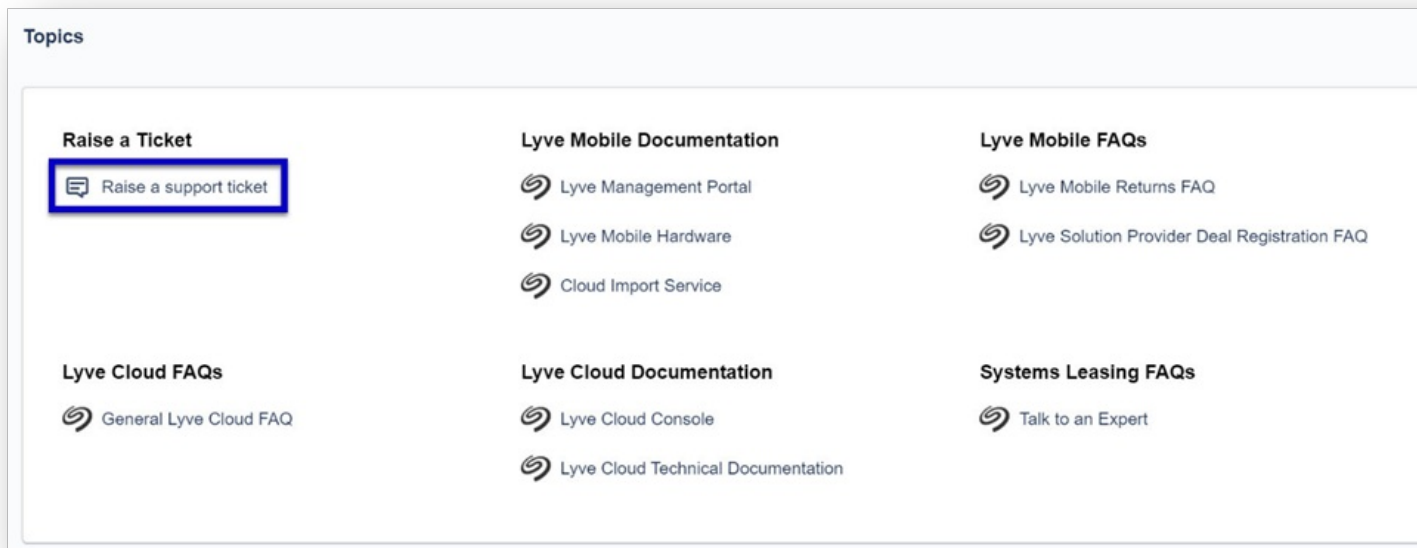 Topics
Raise a Ticket
Raise a support ticket
Lyve Mobile Documentation
Lyve Management Portal
Lyve Mobile Hardware
Cloud Import Service
Lyve Mobile FAQs
Lyve Mobile Returns FAQ
Lyve Solution Provider Deal Registration FAQ
Lyve Cloud FAQs
General Lyve Cloud FAQ
Lyve Cloud Documentation
Lyve Cloud Console
Lyve Cloud Technical Documentation
Systems Leasing FAQs
Talk to an Expert